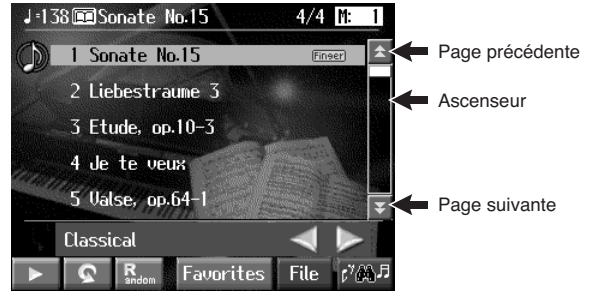 ♩=138 Sonate No.15 4/4 M: 1
1 Sonate No.15 Finger
2 Liebestraume 3
3 Etude, op.10-3
4 Je te veux
5 Valse, op.64-1
Classical
Random Favorites File
Page précédente
Ascenseur
Page suivante